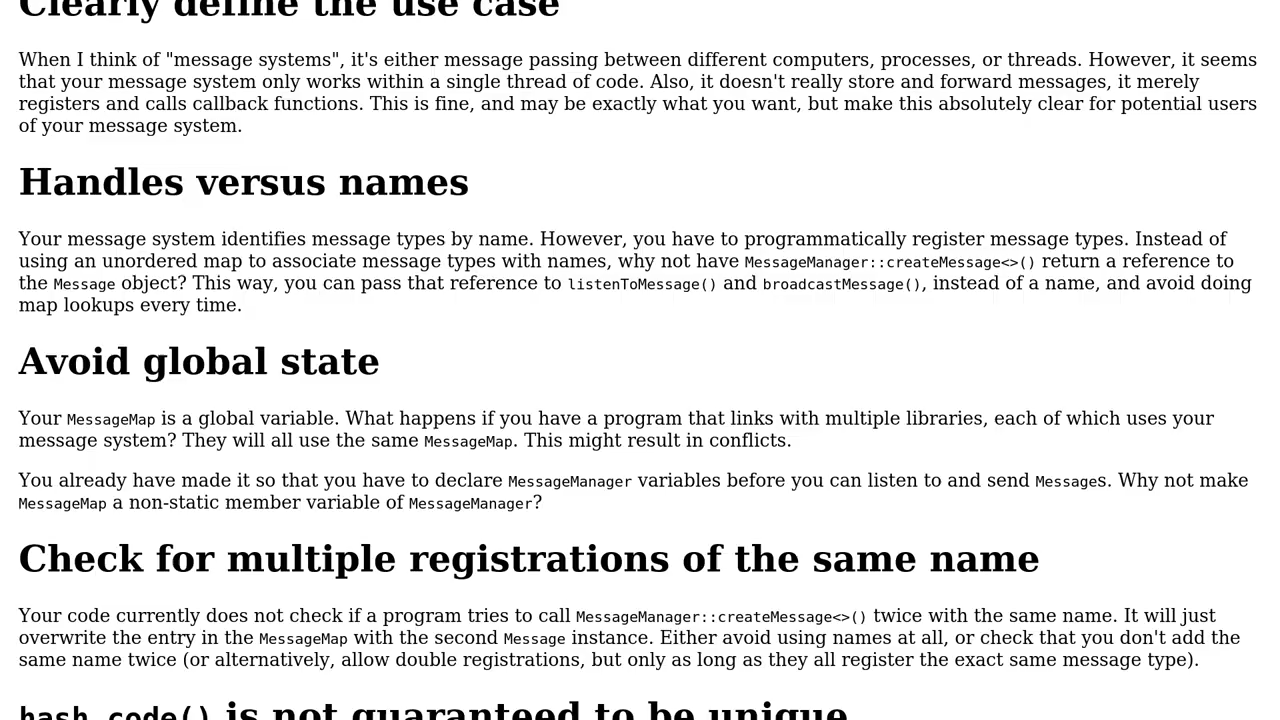 Clearly define the use case
When I think of "message systems", it's either message passing between different computers, processes, or threads. However, it seems
that your message system only works within a single thread of code. Also, it doesn't really store and forward messages, it merely
registers and calls callback functions. This is fine, and may be exactly what you want, but make this absolutely clear for potential users
of your message system.
Handles versus names
Your message system identifies message types by name. However, you have to programmatically register message types. Instead of
using an unordered map to associate message types with names, why not have MessageManager::createMessage<>() return a reference to
the Message object? This way, you can pass that reference to listenToMessage() and broadcastMessage(), instead of a name, and avoid doing
map lookups every time.
Avoid global state
Your MessageMap is a global variable. What happens if you have a program that links with multiple libraries, each of which uses your
message system? They will all use the same MessageMap. This might result in conflicts.
You already have made it so that you have to declare MessageManager variables before you can listen to and send Messages. Why not make
MessageMap a non-static member variable of MessageManager?
Check for multiple registrations of the same name
Your code currently does not check if a program tries to call MessageManager::createMessage<>() twice with the same name. It will just
overwrite the entry in the MessageMap with the second Message instance. Either avoid using names at all, or check that you don't add the
same name twice (or alternatively, allow double registrations, but only as long as they all register the exact same message type).
hash_code() is not guaranteed to be unique